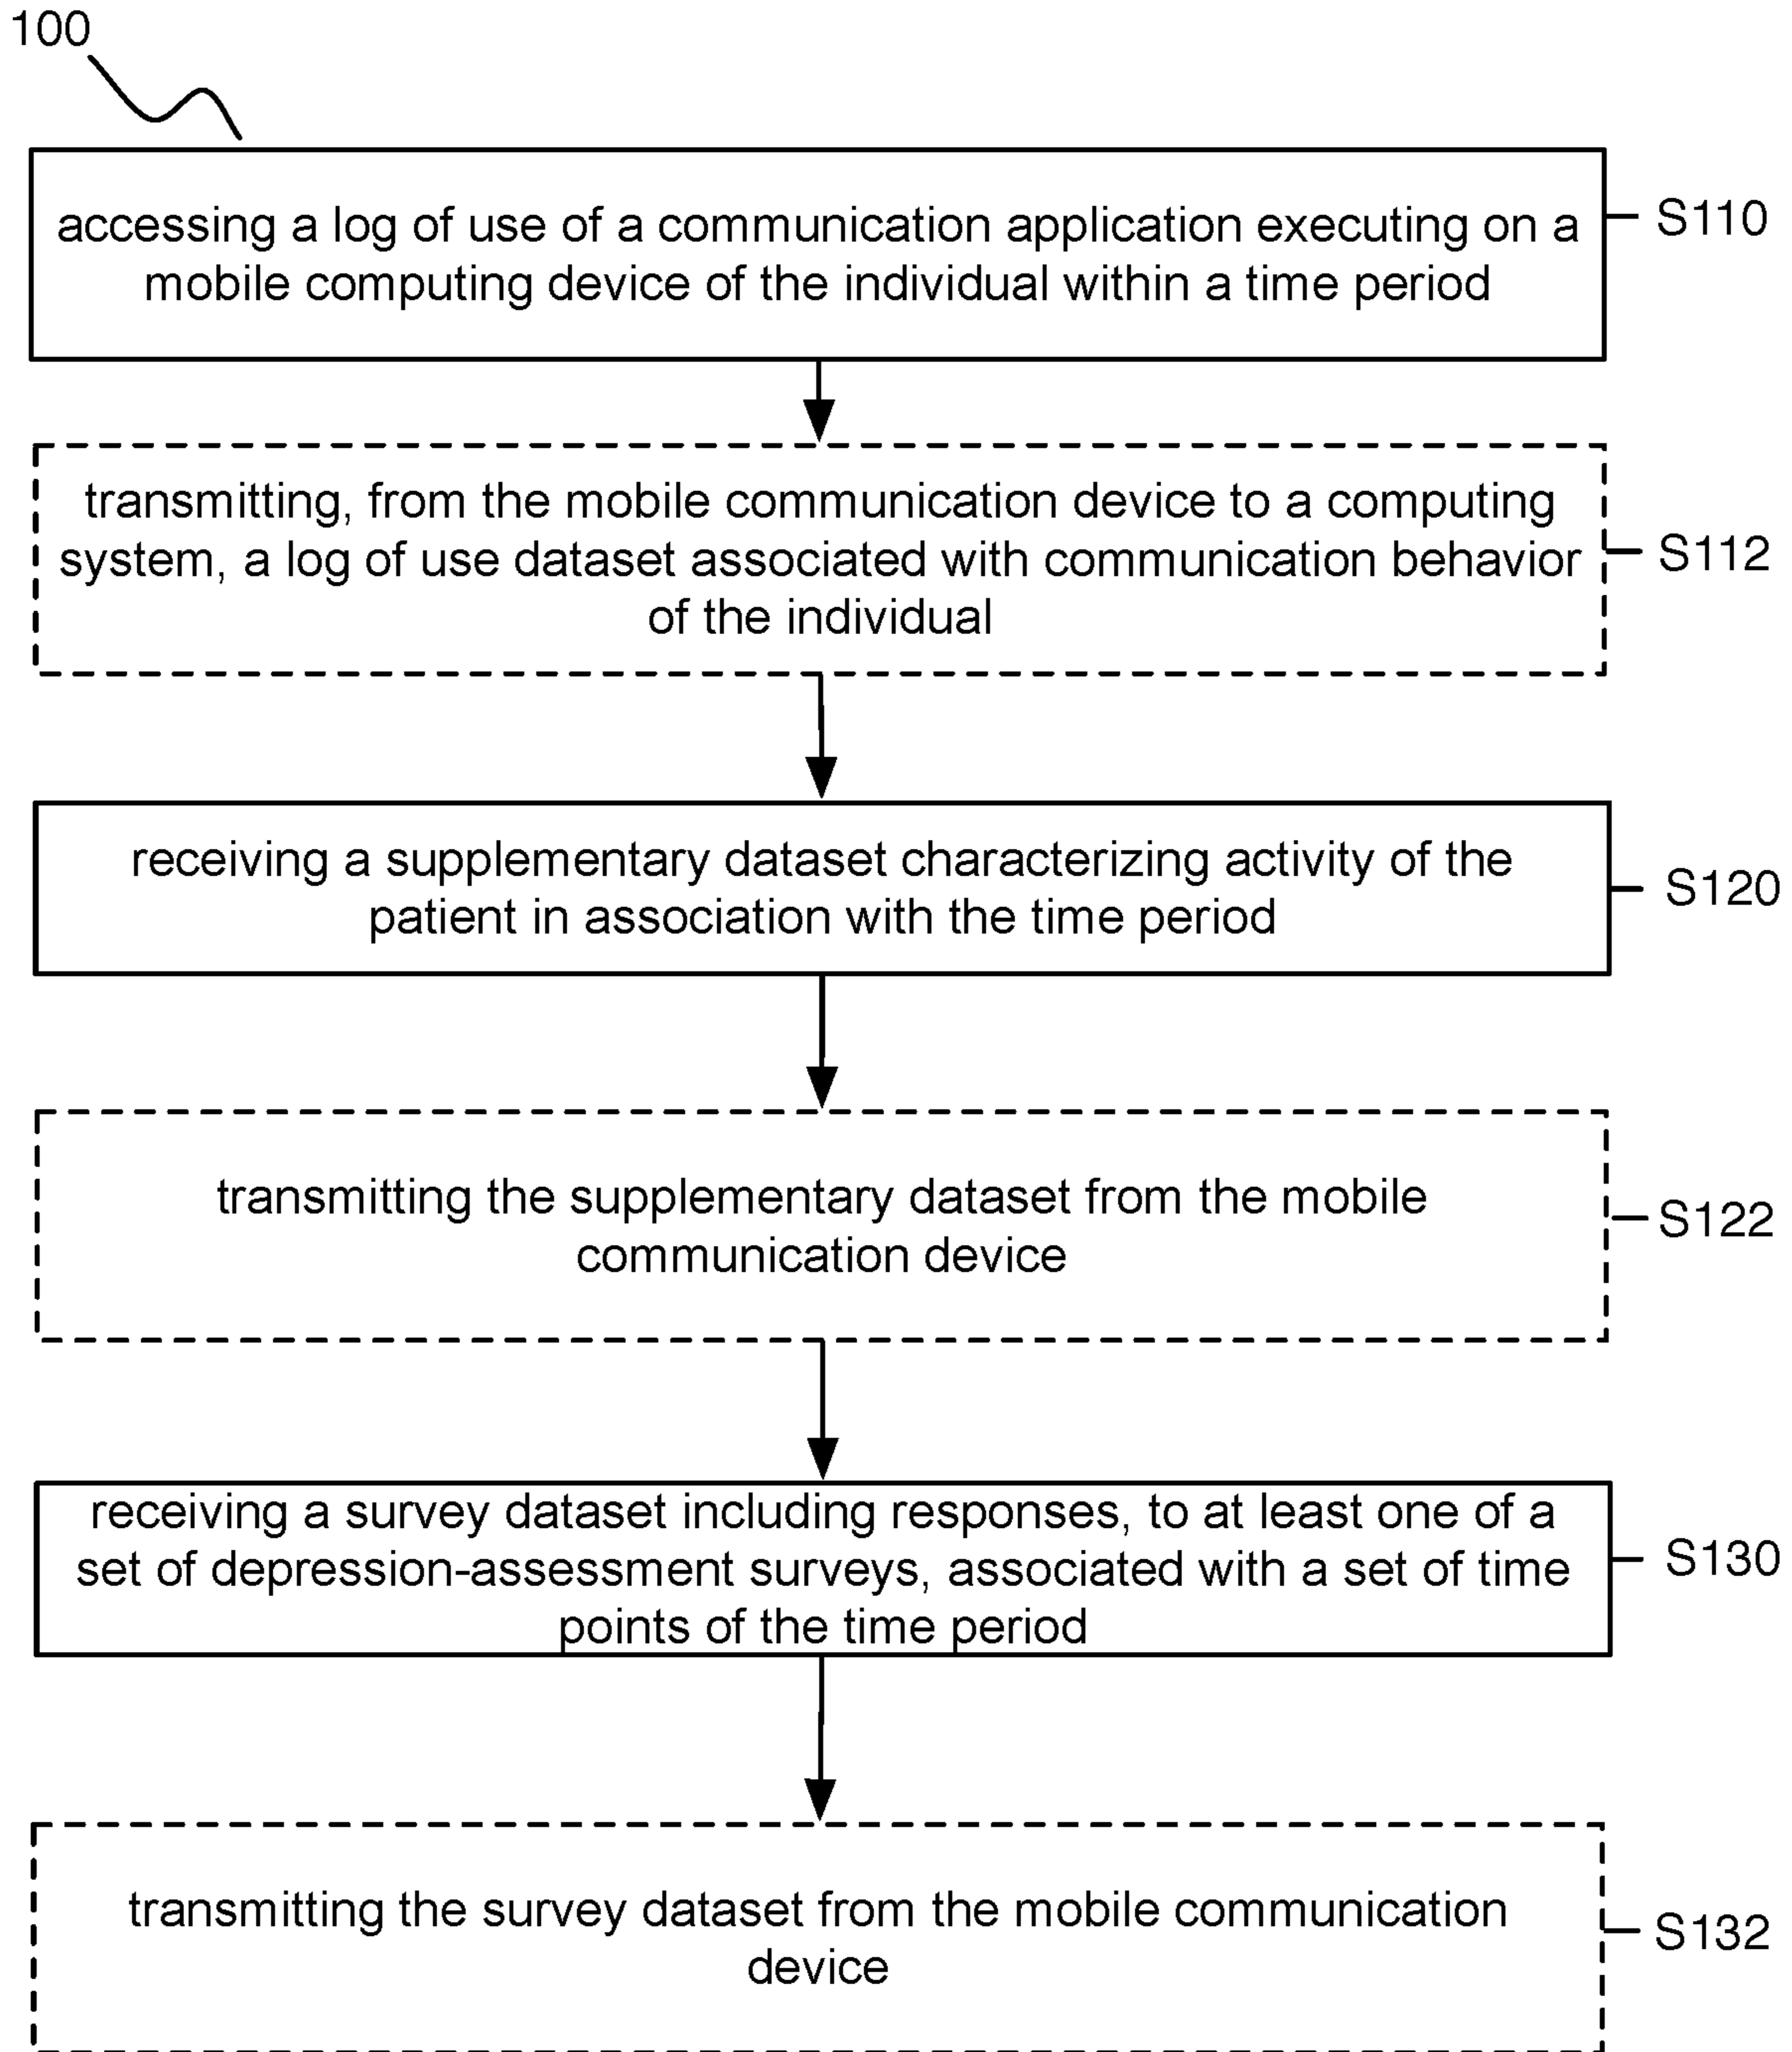 100
accessing a log of use of a communication application executing on a
mobile computing device of the individual within a time period
S110
transmitting, from the mobile communication device to a computing
system, a log of use dataset associated with communication behavior
of the individual
S112
receiving a supplementary dataset characterizing activity of the
patient in association with the time period
S120
transmitting the supplementary dataset from the mobile
communication device
S122
receiving a survey dataset including responses, to at least one of a
set of depression-assessment surveys, associated with a set of time
points of the time period
S130
transmitting the survey dataset from the mobile communication
device
S132